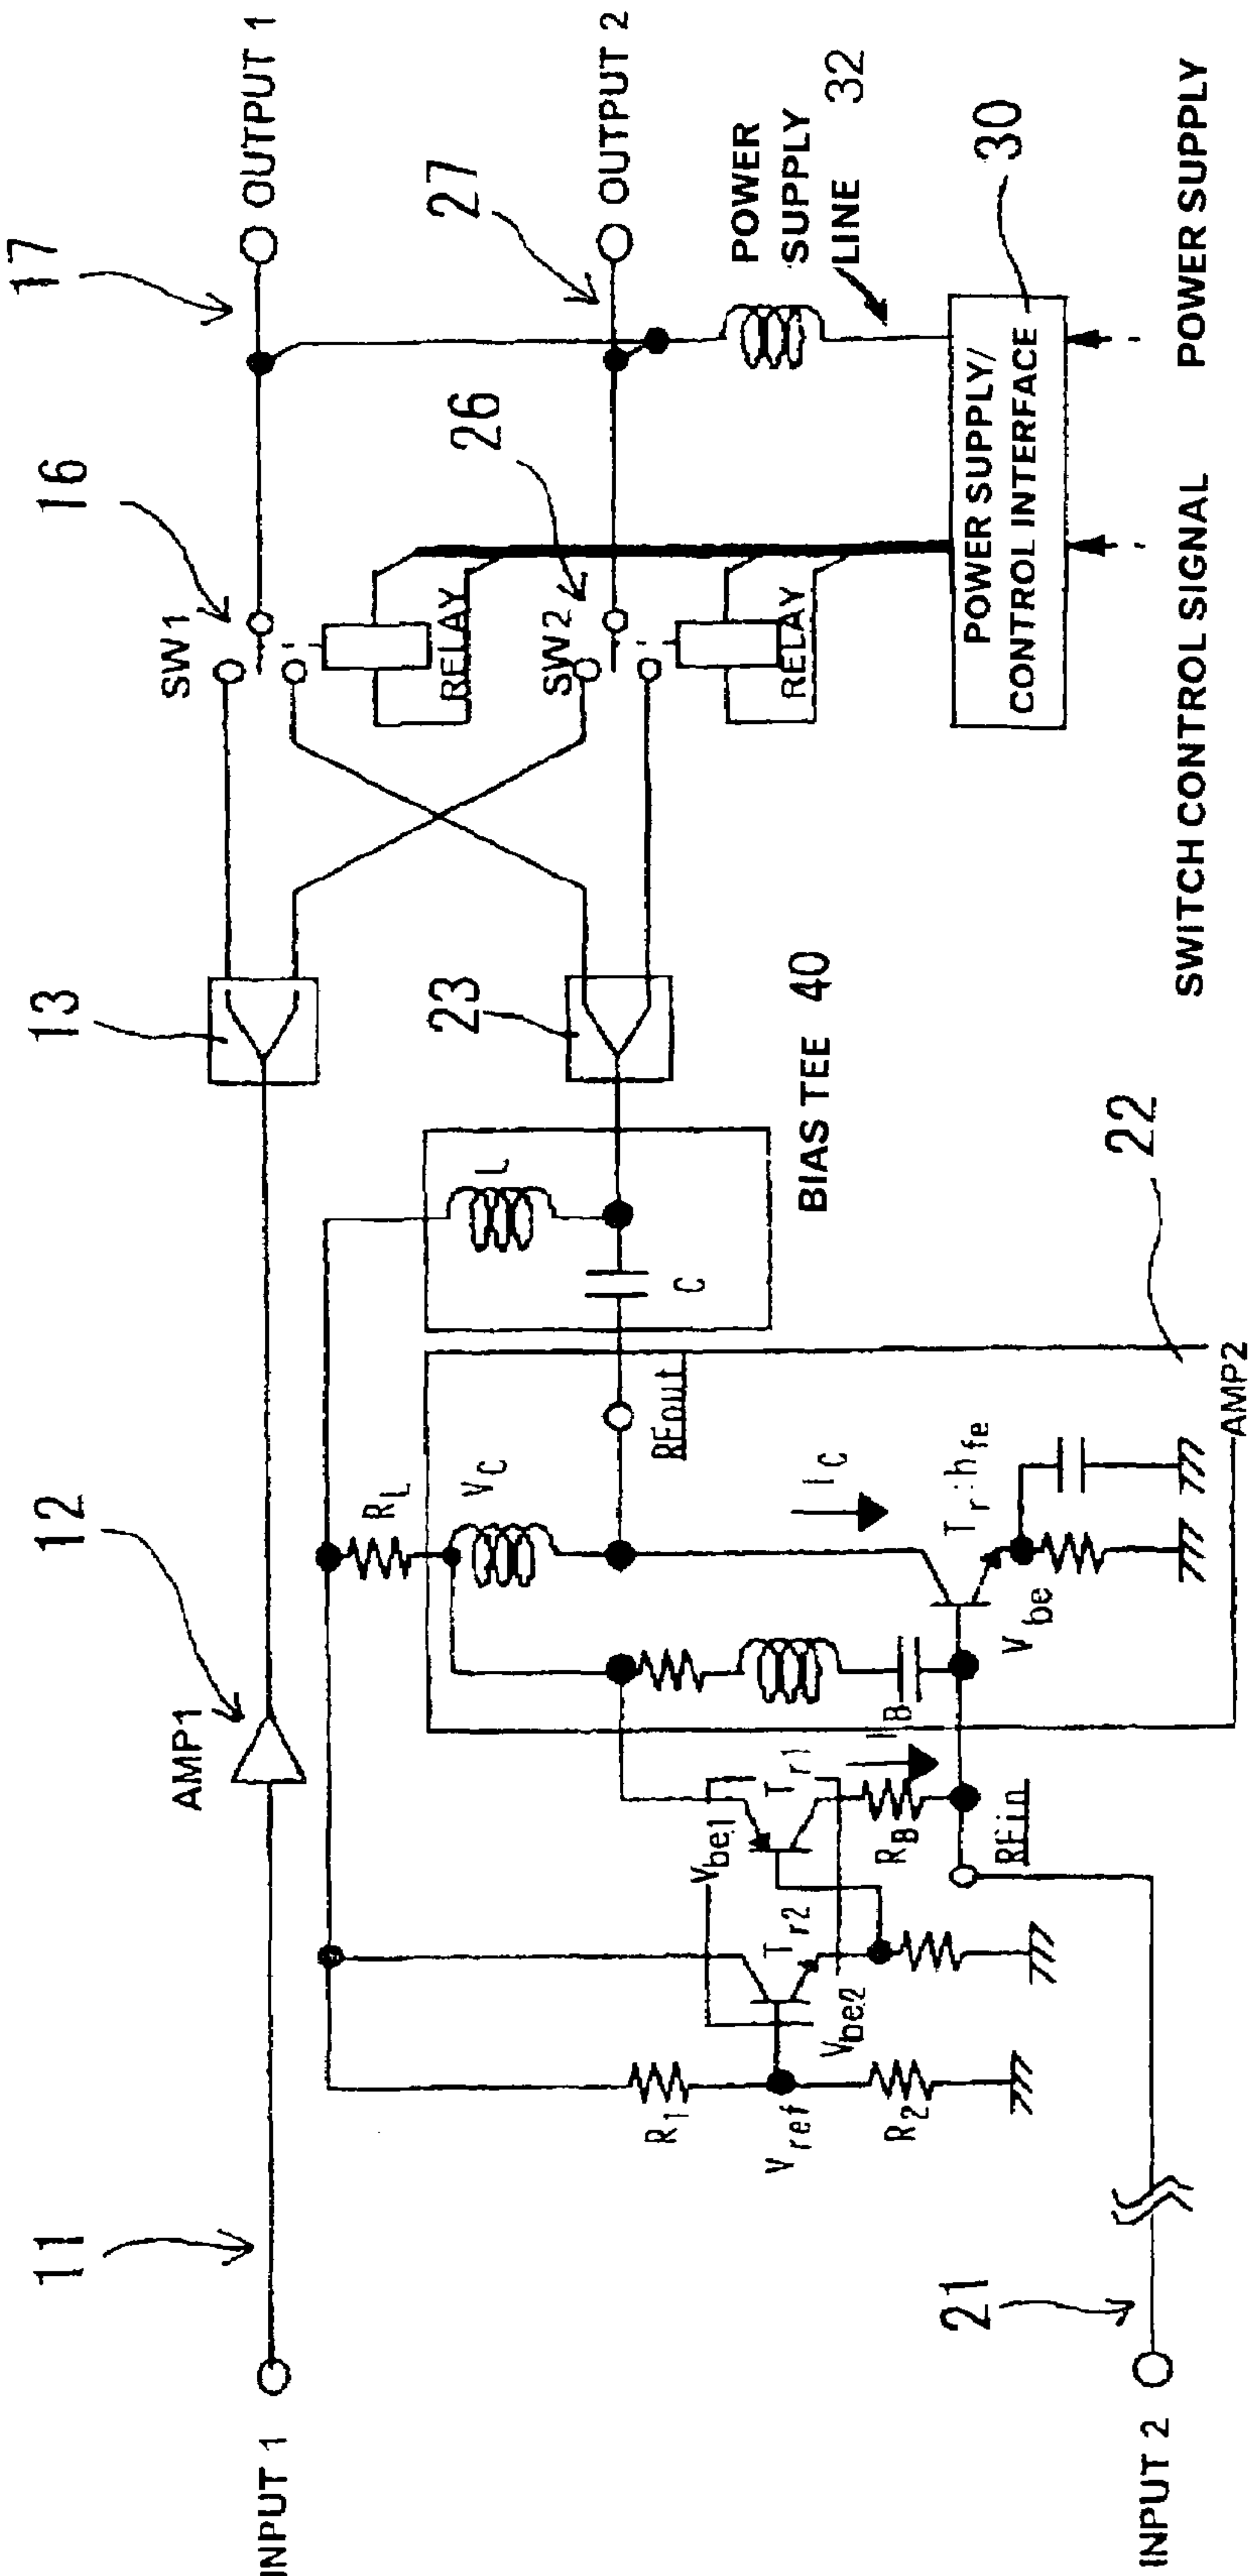 INPUT 1
11
AMP1
12
13
SW1
16
17
OUTPUT 1
RELAY
RL
VC
L
C
RFout
BIAS TEE 40
23
SW2
26
27
OUTPUT 2
RELAY
POWER
SUPPLY
LINE 32
POWER SUPPLY/
CONTROL INTERFACE
30
SWITCH CONTROL SIGNAL
POWER SUPPLY
R1
Vref
R2
Vbe2
Tr2
Vbe1
Tr1
RB
IB
RFin
Vbe
Tr:hfe
IC
AMP2
22
21
INPUT 2